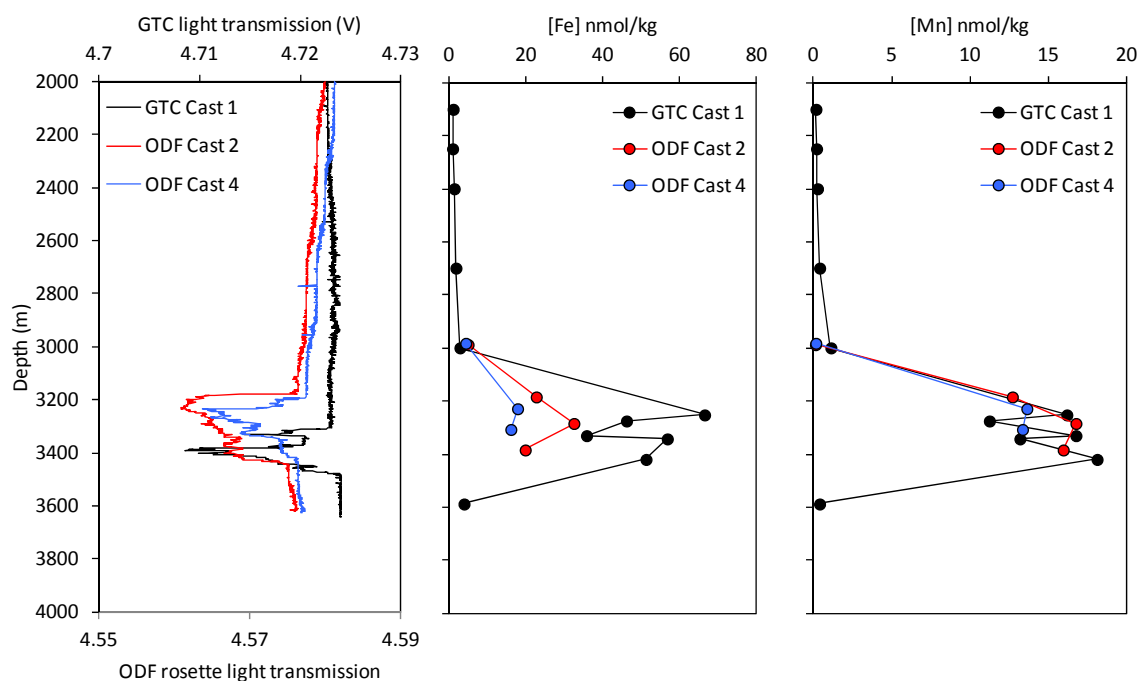 GTC light transmission (V)
4.7 4.71 4.72 4.73
[Fe] nmol/kg
0 20 40 60 80
[Mn] nmol/kg
0 5 10 15 20
Depth (m)
2000
2200
2400
2600
2800
3000
3200
3400
3600
3800
4000
GTC Cast 1
ODF Cast 2
ODF Cast 4
GTC Cast 1
ODF Cast 2
ODF Cast 4
GTC Cast 1
ODF Cast 2
ODF Cast 4
4.55 4.57 4.59
ODF rosette light transmission